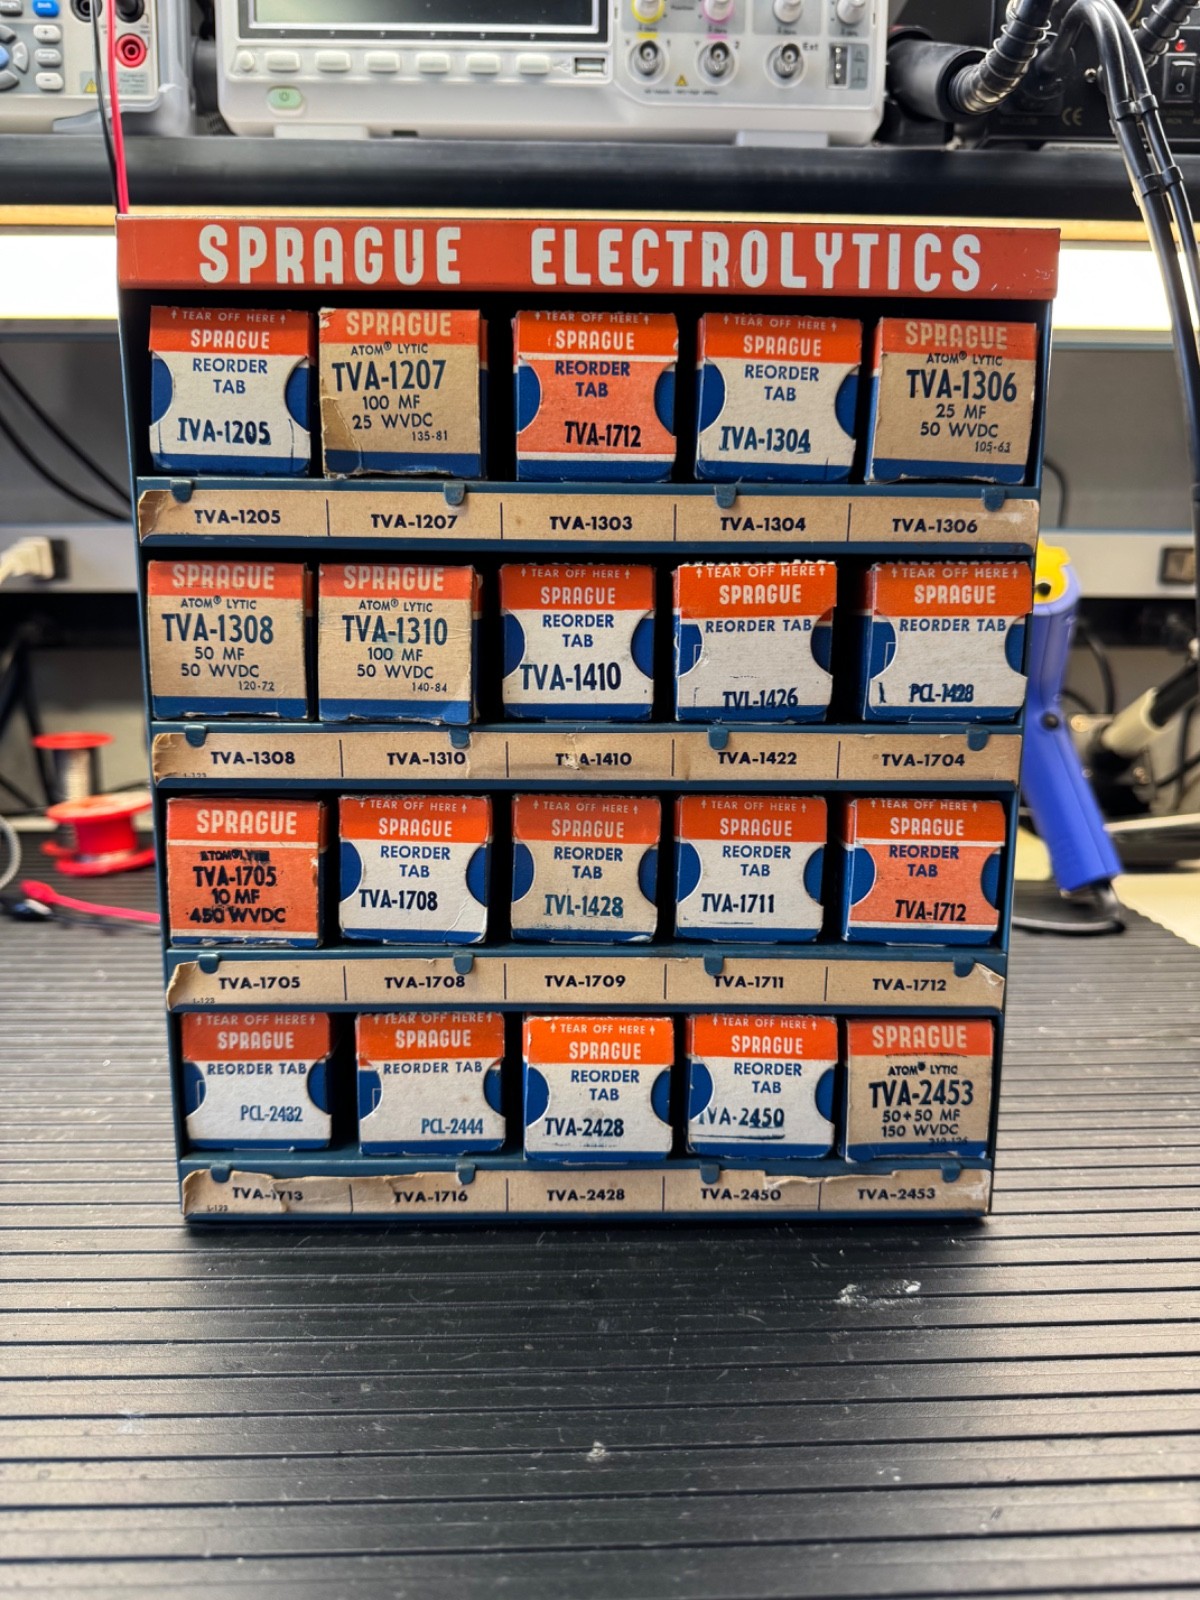 Ext
CE
SPRAGUE ELECTROLYTICS
TEAR OFF HERE
SPRAGUE
REORDER
TAB
TVA-1205
SPRAGUE
ATOM® LYTIC
TVA-1207
100 MF
25 WVDC
135-81
TEAR OFF HERE
SPRAGUE
REORDER
TAB
TVA-1712
TEAR OFF HERE
SPRAGUE
REORDER
TAB
TVA-1304
SPRAGUE
ATOM® LYTIC
TVA-1306
25 MF
50 WVDC
105-63
TVA-1205
TVA-1207
TVA-1303
TVA-1304
TVA-1306
SPRAGUE
ATOM® LYTIC
TVA-1308
50 MF
50 WVDC
120-72
SPRAGUE
ATOM® LYTIC
TVA-1310
100 MF
50 WVDC
140-84
TEAR OFF HERE
SPRAGUE
REORDER
TAB
TVA-1410
TEAR OFF HERE
SPRAGUE
REORDER TAB
TVL-1426
TEAR OFF HERE
SPRAGUE
REORDER TAB
PCL-1428
TVA-1308
TVA-1310
TVA-1410
TVA-1422
TVA-1704
SPRAGUE
ATOM® LYTIC
TVA-1705
10 MF
450 WVDC
TEAR OFF HERE
SPRAGUE
REORDER
TAB
TVA-1708
TEAR OFF HERE
SPRAGUE
REORDER
TAB
TVL-1428
TEAR OFF HERE
SPRAGUE
REORDER
TAB
TVA-1711
TEAR OFF HERE
SPRAGUE
REORDER
TAB
TVA-1712
TVA-1705
TVA-1708
TVA-1709
TVA-1711
TVA-1712
TEAR OFF HERE
SPRAGUE
REORDER TAB
PCL-2432
TEAR OFF HERE
SPRAGUE
REORDER TAB
PCL-2444
TEAR OFF HERE
SPRAGUE
REORDER
TAB
TVA-2428
TEAR OFF HERE
SPRAGUE
REORDER
TAB
TVA-2450
SPRAGUE
ATOM® LYTIC
TVA-2453
50+50 MF
150 WVDC
TVA-1713
TVA-1716
TVA-2428
TVA-2450
TVA-2453